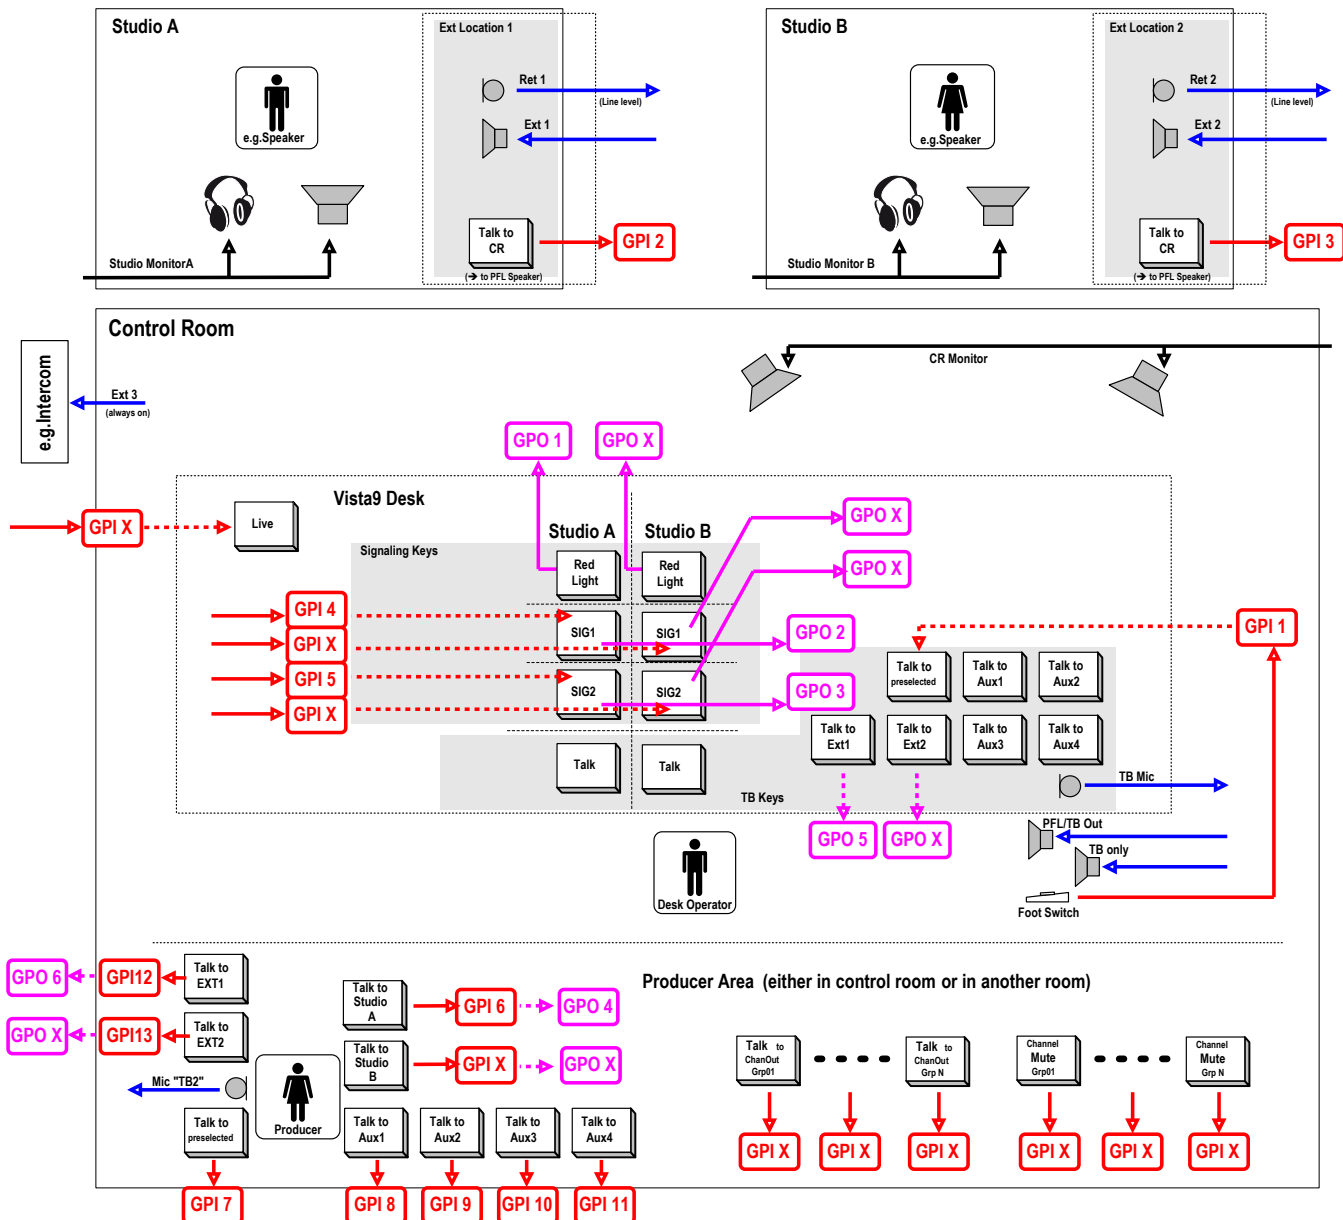 Studio A
Ext Location 1
Ret 1
(Line level)
Ext 1
e.g.Speaker
Talk to
CR
GPI 2
Studio MonitorA
(➔ to PFL Speaker)
Studio B
Ext Location 2
Ret 2
(Line level)
Ext 2
e.g.Speaker
Talk to
CR
GPI 3
Studio Monitor B
(➔ to PFL Speaker)
Control Room
CR Monitor
e.g.Intercom
Ext 3
(always on)
GPO 1
GPO X
Vista9 Desk
GPI X
Live
Studio A
Studio B
GPO X
Signaling Keys
Red
Light
Red
Light
GPO X
GPI 4
GPI X
SIG1
SIG1
GPO 2
GPI 1
GPI 5
GPI X
SIG2
SIG2
GPO 3
Talk to
preselected
Talk to
Aux1
Talk to
Aux2
Talk to
Ext1
Talk to
Ext2
Talk to
Aux3
Talk to
Aux4
Talk
Talk
TB Keys
TB Mic
GPO 5
GPO X
PFL/TB Out
TB only
Foot Switch
Desk Operator
Producer Area  (either in control room or in another room)
GPO 6
GPI12
Talk to
EXT1
GPO X
GPI13
Talk to
EXT2
Mic "TB2"
Talk to
preselected
GPI 7
Producer
Talk to
Studio
A
GPI 6
GPO 4
Talk to
Studio
B
GPI X
GPO X
Talk to
Aux1
Talk to
Aux2
Talk to
Aux3
Talk to
Aux4
GPI 8
GPI 9
GPI 10
GPI 11
Talk to
ChanOut
Grp01
Talk to
ChanOut
Grp N
Channel
Mute
Grp01
Channel
Mute
Grp N
GPI X
GPI X
GPI X
GPI X
GPI X
GPI X